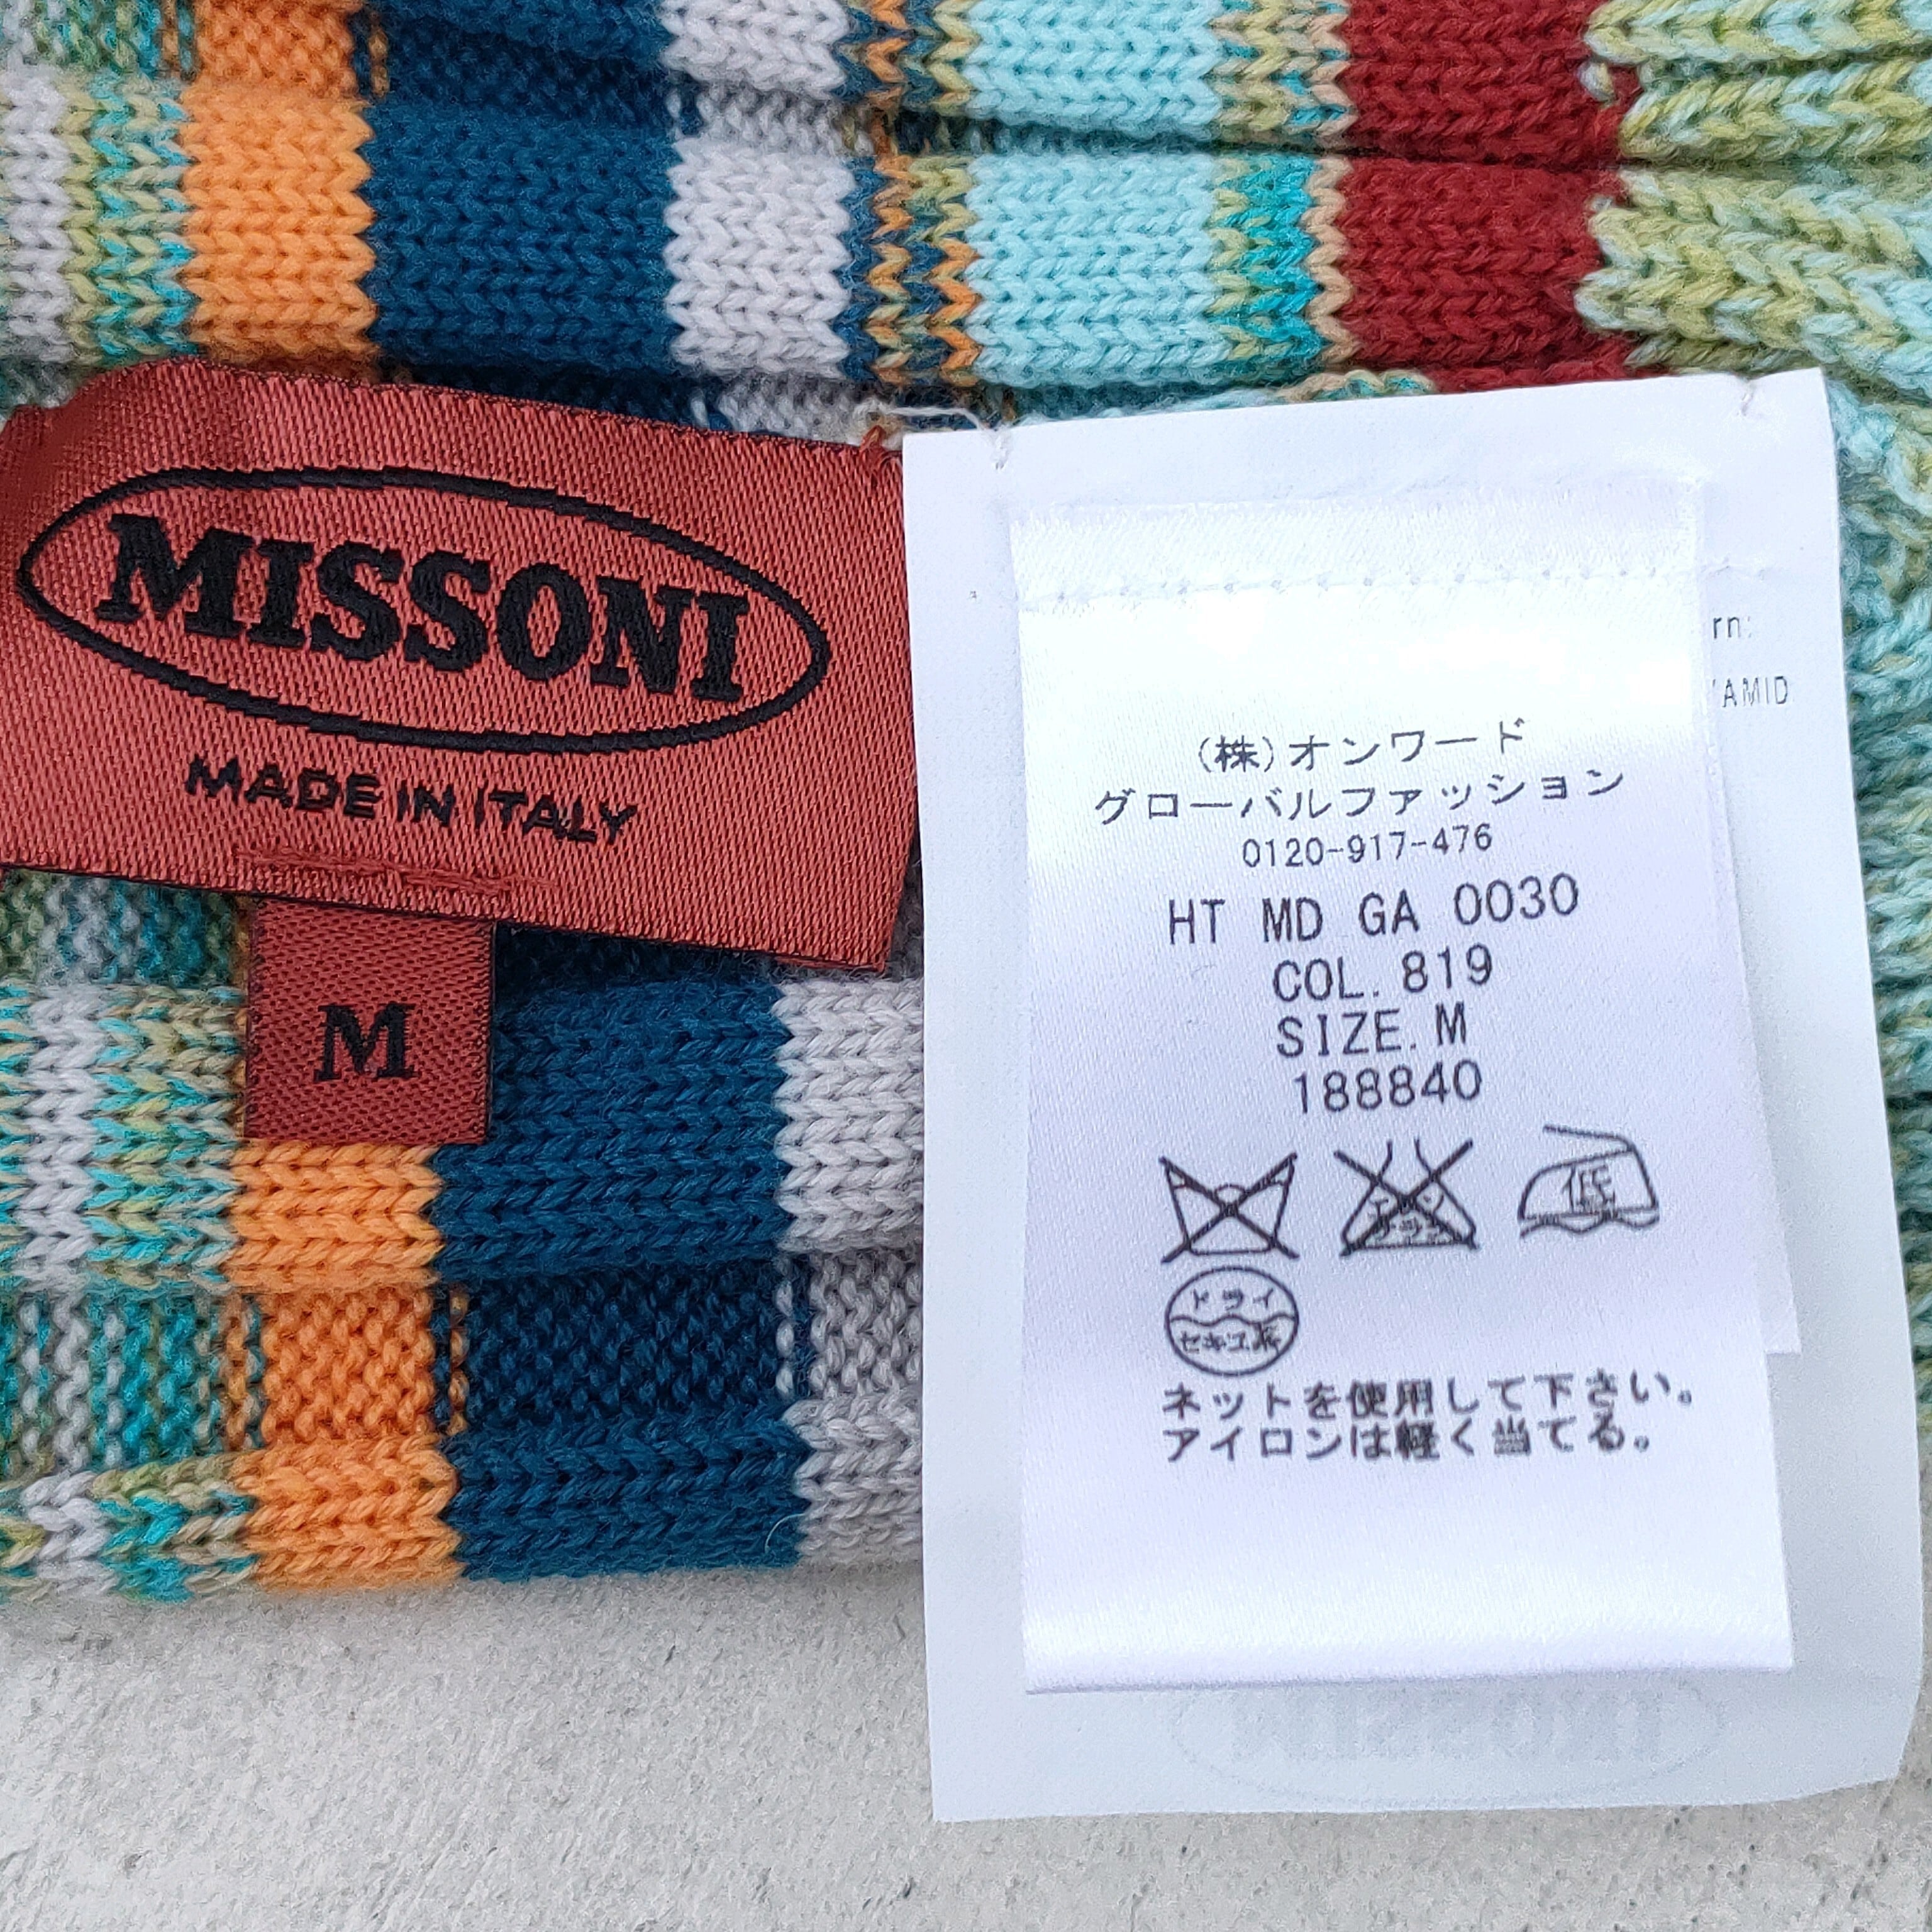 MISSONI
MADE IN ITALY
M
rn:
AMID
(株)オンワード
グローバルファッション
0120-917-476
HT MD GA 0030
COL. 819
SIZE. M
188840
ドライ
セキユ系
ネットを使用して下さい。
アイロンは軽く当てる。